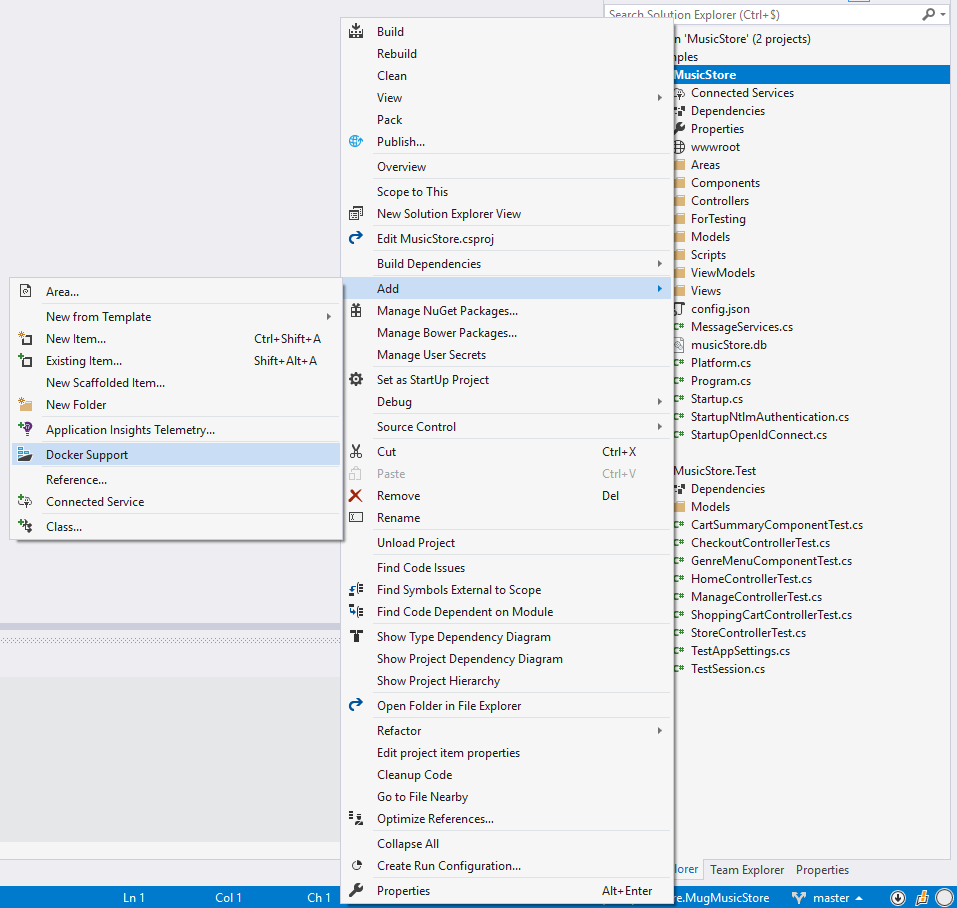 Search Solution Explorer (Ctrl+$)
n 'MusicStore' (2 projects)
mples
MusicStore
Connected Services
Dependencies
Properties
wwwroot
Areas
Components
Controllers
ForTesting
Models
Scripts
ViewModels
Views
config.json
MessageServices.cs
musicStore.db
Platform.cs
Program.cs
Startup.cs
StartupNtlmAuthentication.cs
StartupOpenIdConnect.cs
MusicStore.Test
Dependencies
Models
CartSummaryComponentTest.cs
CheckoutControllerTest.cs
GenreMenuComponentTest.cs
HomeControllerTest.cs
ManageControllerTest.cs
ShoppingCartControllerTest.cs
StoreControllerTest.cs
TestAppSettings.cs
TestSession.cs
Build
Rebuild
Clean
View
Pack
Publish...
Overview
Scope to This
New Solution Explorer View
Edit MusicStore.csproj
Build Dependencies
Add
Manage NuGet Packages...
Manage Bower Packages...
Manage User Secrets
Set as StartUp Project
Debug
Source Control
Cut Ctrl+X
Paste Ctrl+V
Remove Del
Rename
Unload Project
Find Code Issues
Find Symbols External to Scope
Find Code Dependent on Module
Show Type Dependency Diagram
Show Project Dependency Diagram
Show Project Hierarchy
Open Folder in File Explorer
Refactor
Edit project item properties
Cleanup Code
Go to File Nearby
Optimize References...
Collapse All
Create Run Configuration...
Properties Alt+Enter
Area...
New from Template
New Item... Ctrl+Shift+A
Existing Item... Shift+Alt+A
New Scaffolded Item...
New Folder
Application Insights Telemetry...
Docker Support
Reference...
Connected Service
Class...
lorer Team Explorer Properties
Ln 1 Col 1 Ch 1 re.MugMusicStore master